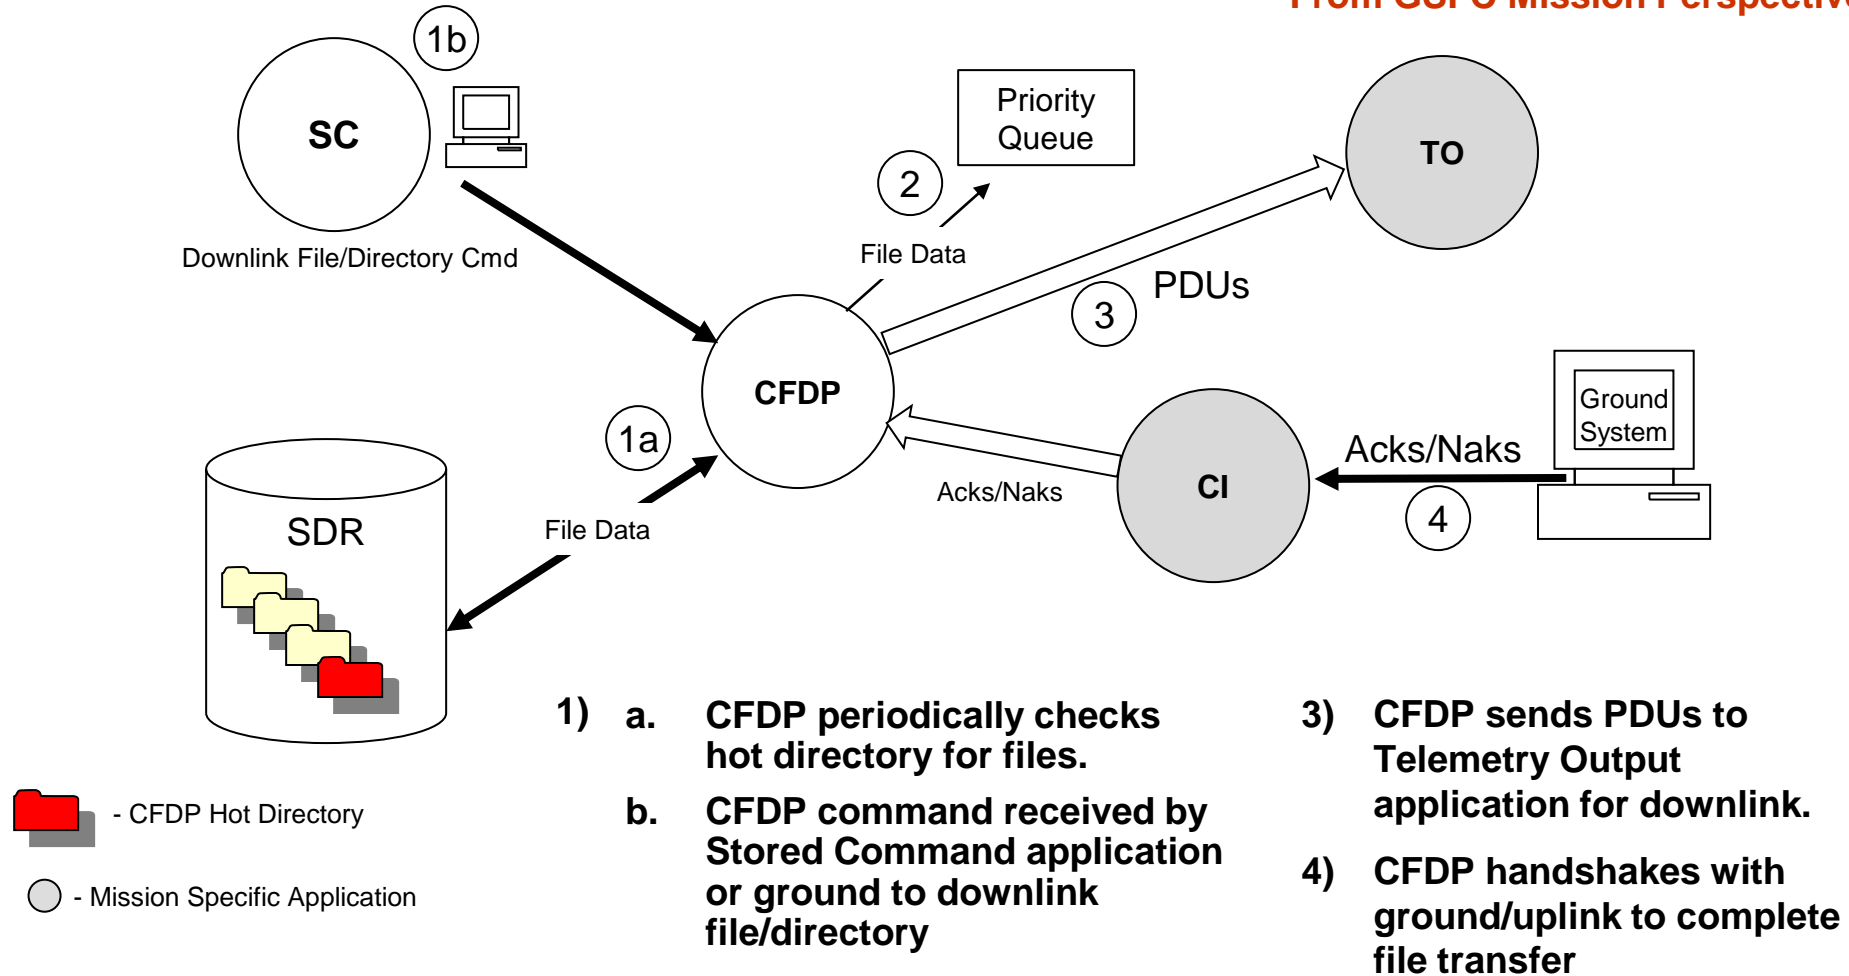 From GSFC Mission Perspective
1b
SC
Priority
Queue
TO
2
Downlink File/Directory Cmd
File Data
PDUs
3
CFDP
Ground
System
1a
Acks/Naks
Acks/Naks
CI
4
SDR
File Data
1) a. CFDP periodically checks
hot directory for files.
b. CFDP command received by
Stored Command application
or ground to downlink
file/directory
3) CFDP sends PDUs to
Telemetry Output
application for downlink.
4) CFDP handshakes with
ground/uplink to complete
file transfer
- CFDP Hot Directory
- Mission Specific Application